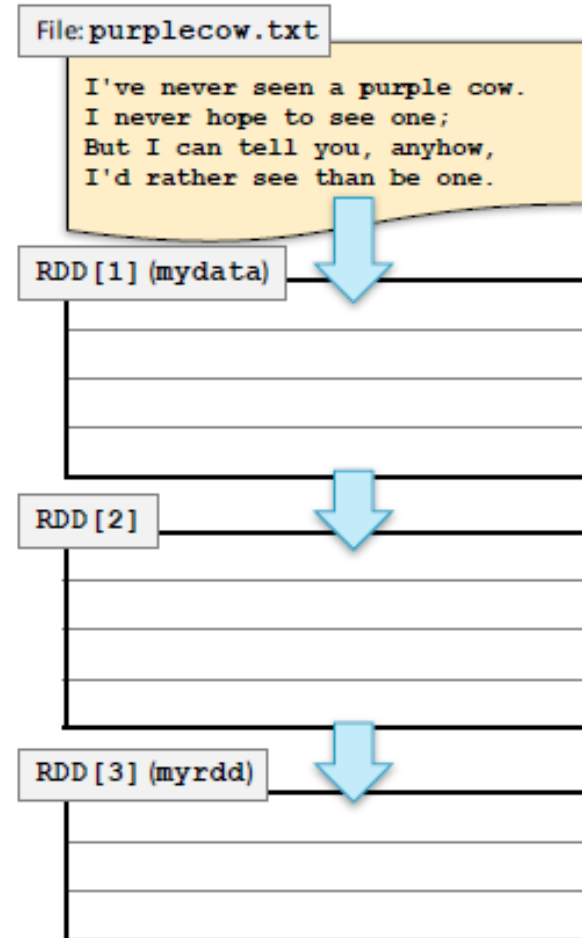 File: purplecow.txt
I've never seen a purple cow.
I never hope to see one;
But I can tell you, anyhow,
I'd rather see than be one.
RDD[1] (mydata)
RDD[2]
RDD[3] (myrdd)